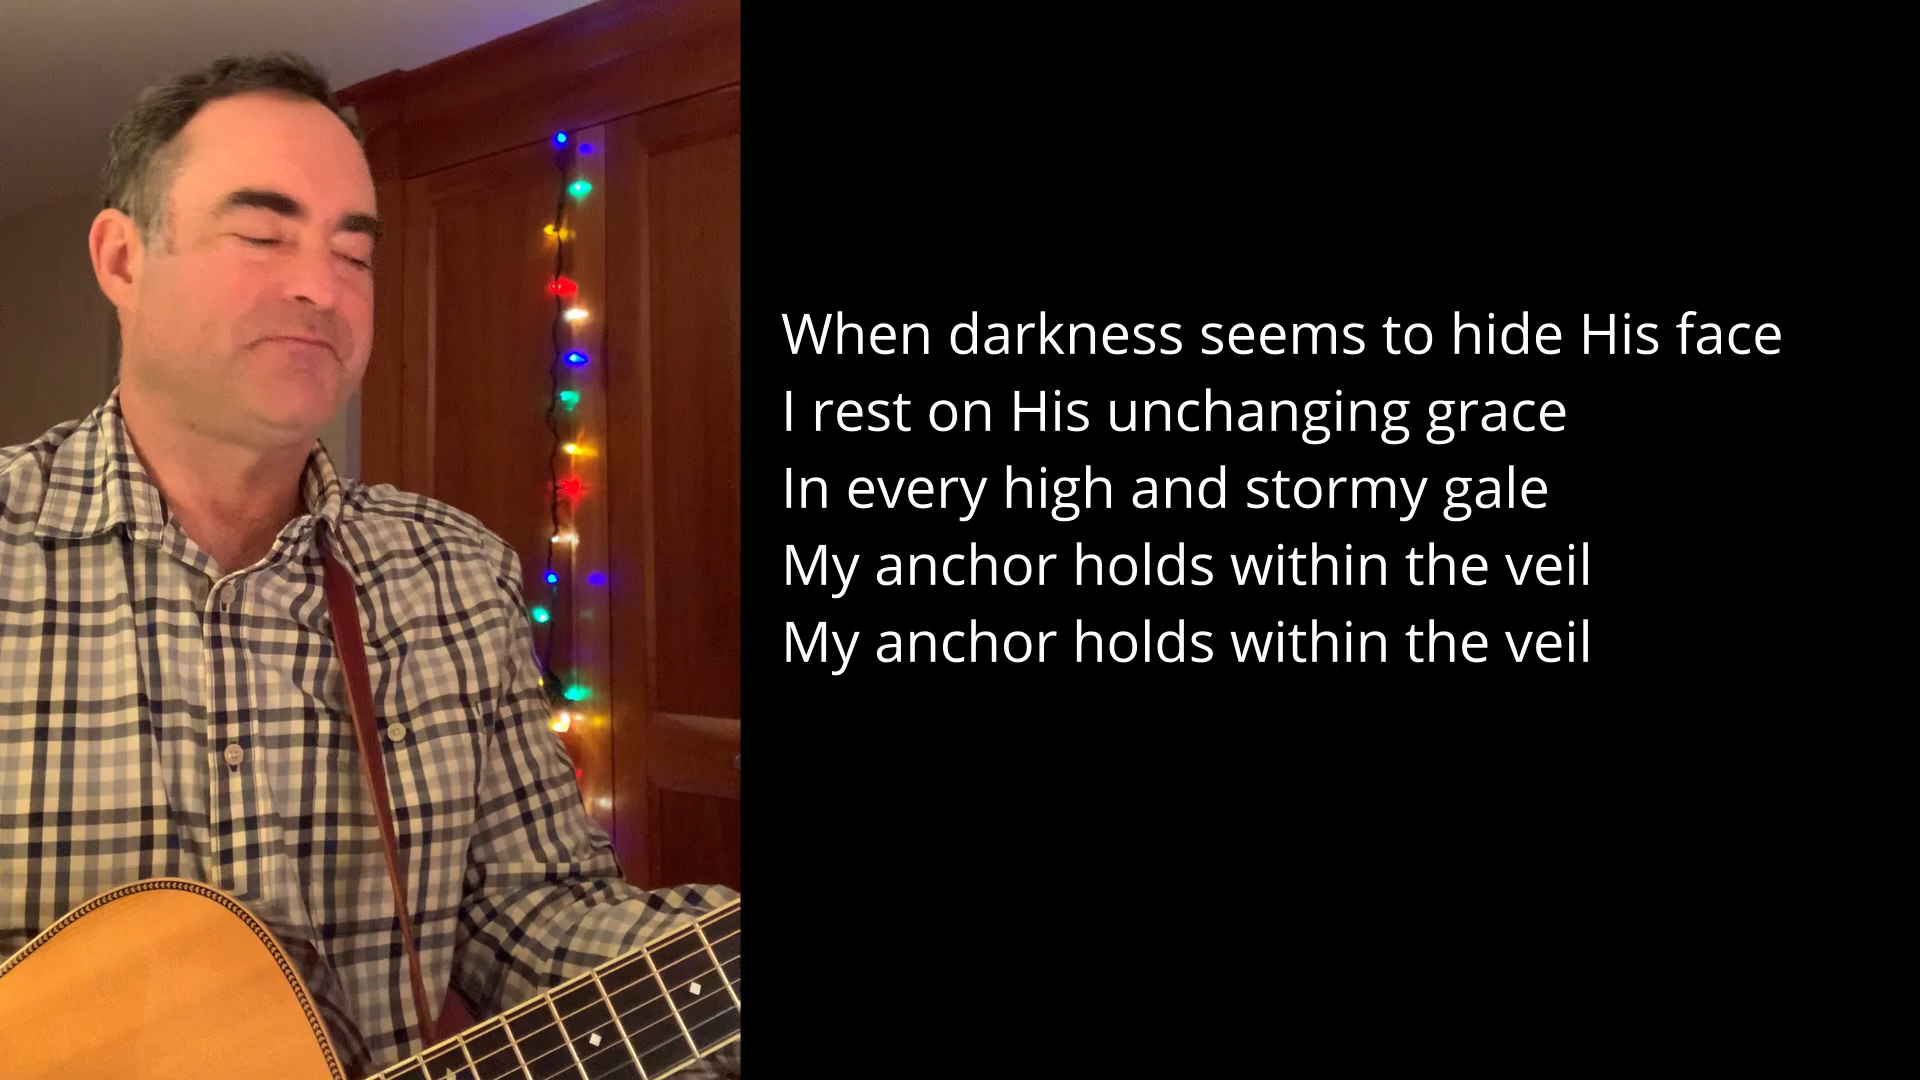 When darkness seems to hide His face
I rest on His unchanging grace
In every high and stormy gale
My anchor holds within the veil
My anchor holds within the veil